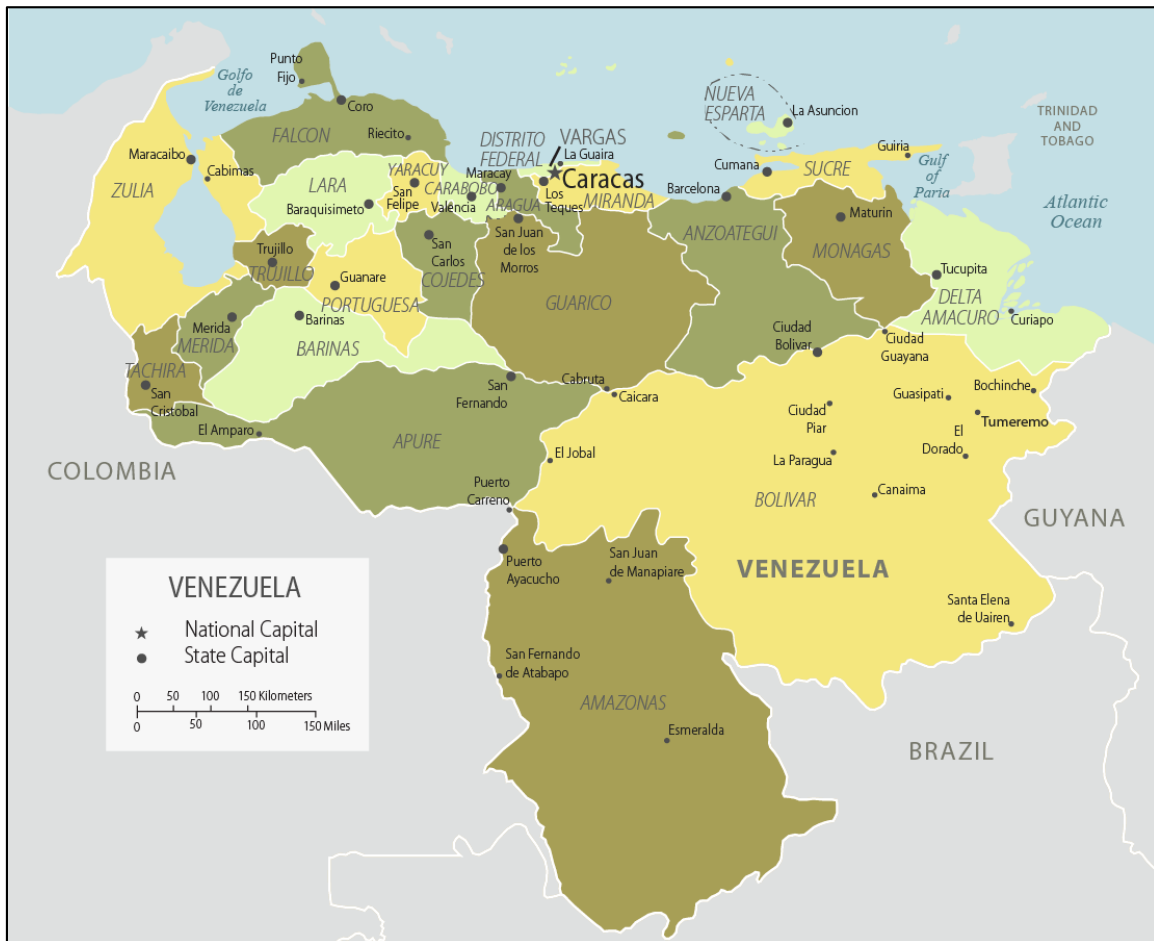 Punto
Fijo
Golfo
de
Venezuela
Coro
FALCON
Riecito
NUEVA
ESPARTA
La Asuncion
TRINIDAD
AND
TOBAGO
DISTRITO
FEDERAL
VARGAS
La Guaira
Caracas
Maracaibo
Cabimas
ZULIA
LARA
Baraquisimeto
YARACUY
San
Felipe
CARABOBO
Valencia
Maracay
ARAGUA
Los
Teques
MIRANDA
Cumana
SUCRE
Guiria
Gulf
of
Paria
Atlantic
Ocean
Barcelona
ANZOATEGUI
Maturin
MONAGAS
Trujillo
TRUJILLO
Guanare
PORTUGUESA
San
Carlos
COJEDES
San Juan
de los
Morros
GUARICO
Tucupita
DELTA
AMACURO
Curiapo
Merida
MERIDA
Barinas
BARINAS
Ciudad
Bolivar
Ciudad
Guayana
TACHIRA
San
Cristobal
San
Fernando
Cabruta
Caicara
Ciudad
Piar
Guasipati
Bochinche
Tumeremo
El
Dorado
El Amparo
APURE
El Jobal
La Paragua
Canaima
BOLIVAR
COLOMBIA
Puerto
Carreno
GUYANA
Puerto
Ayacucho
San Juan
de Manapiare
VENEZUELA
Santa Elena
de Uairen
San Fernando
de Atabapo
AMAZONAS
Esmeralda
BRAZIL
VENEZUELA
National Capital
State Capital
0 50 100 150 Kilometers
0 50 100 150 Miles